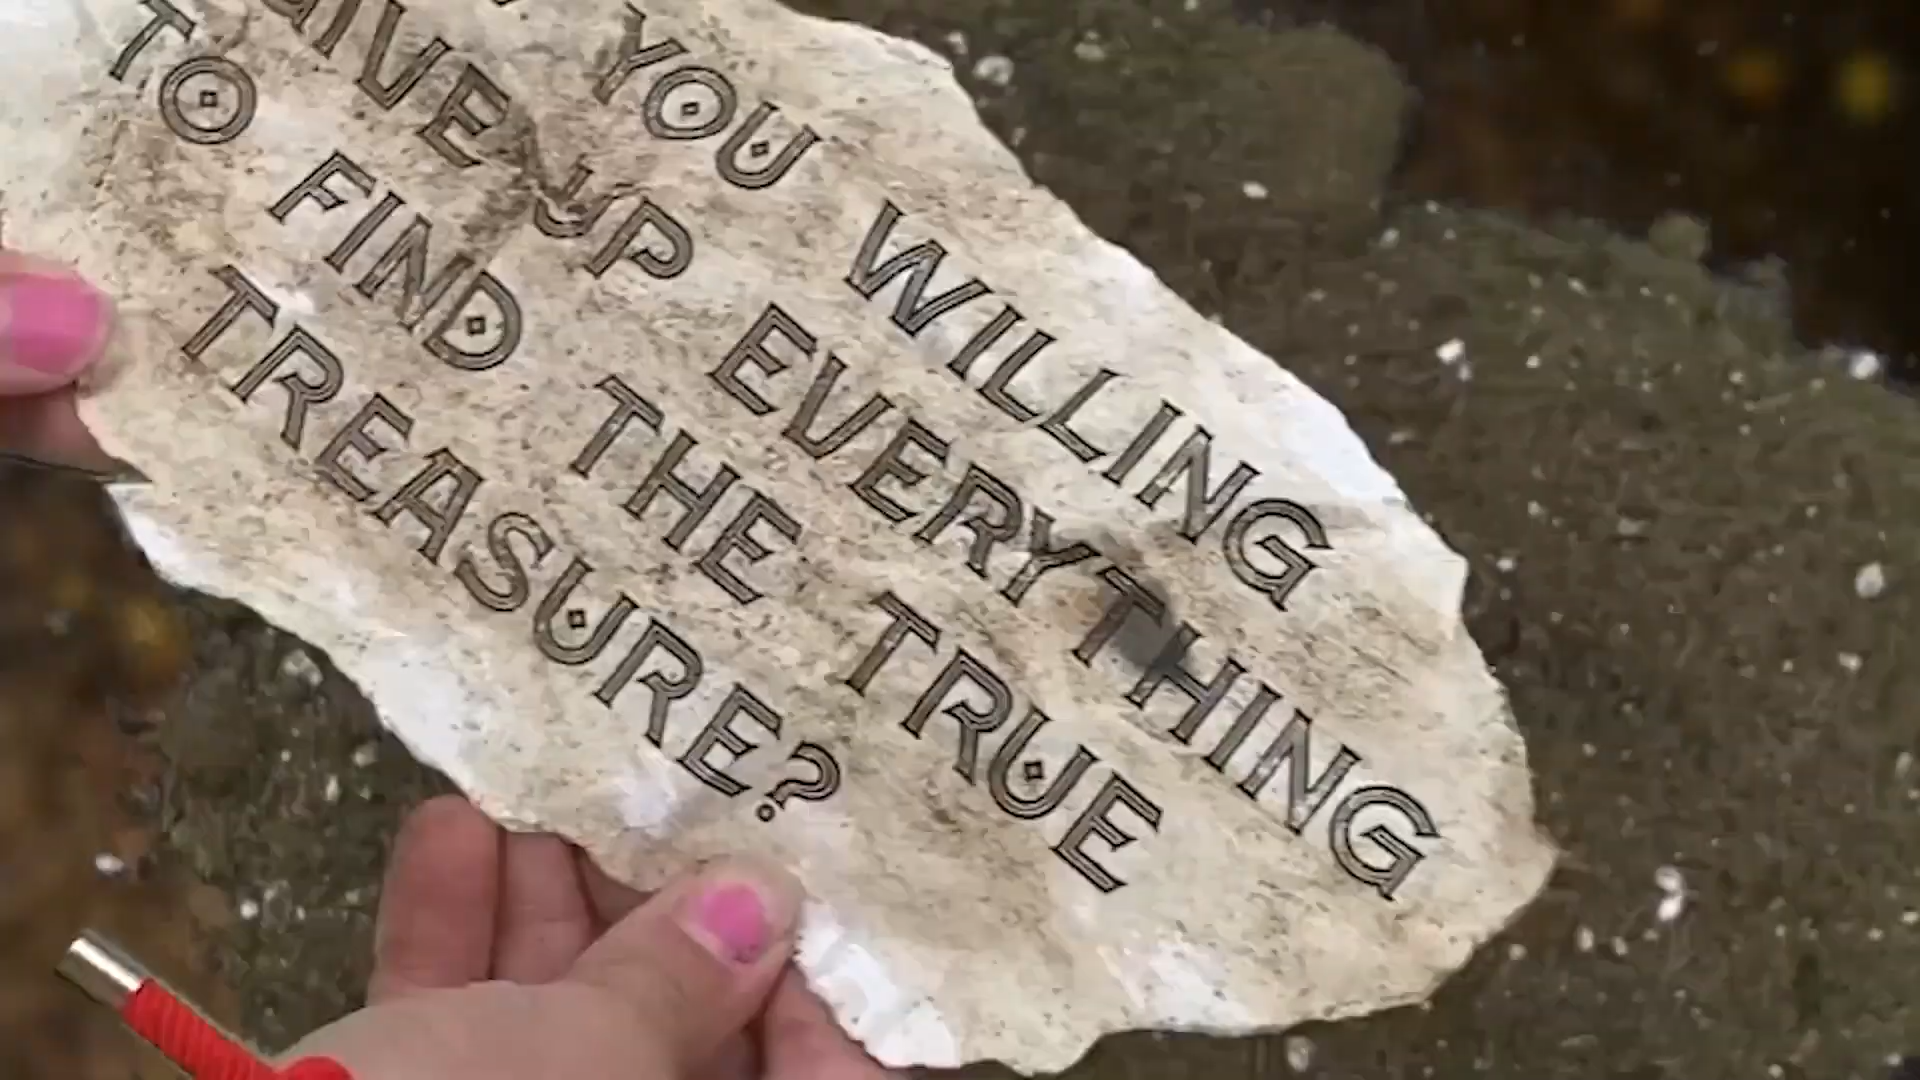 YOU WILLING
GIVE UP EVERYTHING
TO FIND THE TRUE
TREASURE?